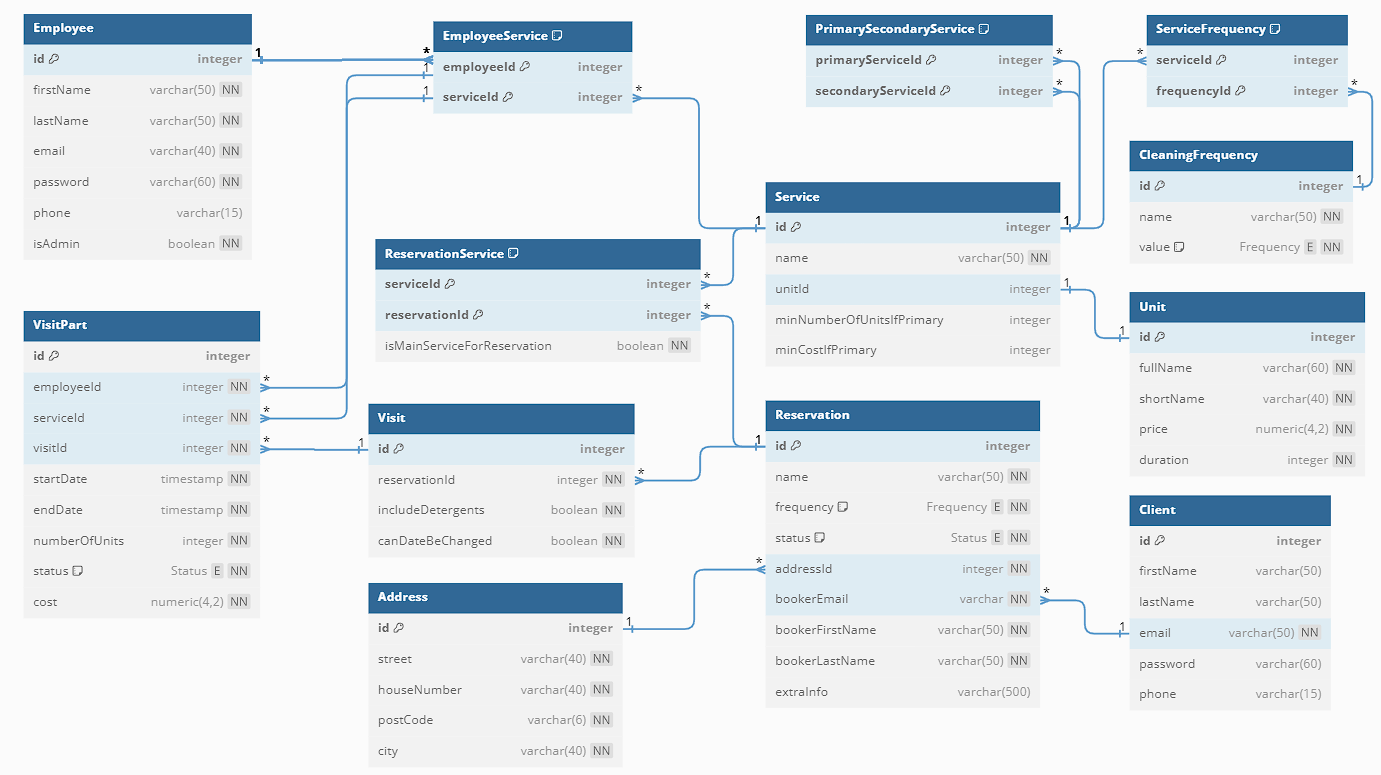 Employee
id integer
firstName varchar(50) NN
lastName varchar(50) NN
email varchar(40) NN
password varchar(60) NN
phone varchar(15)
isAdmin boolean NN
1
*
EmployeeService
employeeId integer
serviceId integer
1
1
*
PrimarySecondaryService
primaryServiceId integer
secondaryServiceId integer
*
*
ServiceFrequency
serviceId integer
frequencyId integer
*
*
CleaningFrequency
id integer
name varchar(50) NN
value Frequency E NN
1
Service
id integer
name varchar(50) NN
unitId integer
minNumberOfUnitsIfPrimary integer
minCostIfPrimary integer
1
1
1
ReservationService
serviceId integer
reservationId integer
isMainServiceForReservation boolean NN
*
*
Unit
id integer
fullName varchar(60) NN
shortName varchar(40) NN
price numeric(4,2) NN
duration integer NN
1
VisitPart
id integer
employeeId integer NN
serviceId integer NN
visitId integer NN
startDate timestamp NN
endDate timestamp NN
numberOfUnits integer NN
status Status E NN
cost numeric(4,2) NN
*
*
*
Visit
id integer
reservationId integer NN
includeDetergents boolean NN
canDateBeChanged boolean NN
1
*
Reservation
id integer
name varchar(50) NN
frequency Frequency E NN
status Status E NN
addressId integer NN
bookerEmail varchar NN
bookerFirstName varchar(50) NN
bookerLastName varchar(50) NN
extraInfo varchar(500)
1
*
*
Client
id integer
firstName varchar(50)
lastName varchar(50)
email varchar(50) NN
password varchar(60)
phone varchar(15)
1
Address
id integer
street varchar(40) NN
houseNumber varchar(40) NN
postCode varchar(6) NN
city varchar(40) NN
1